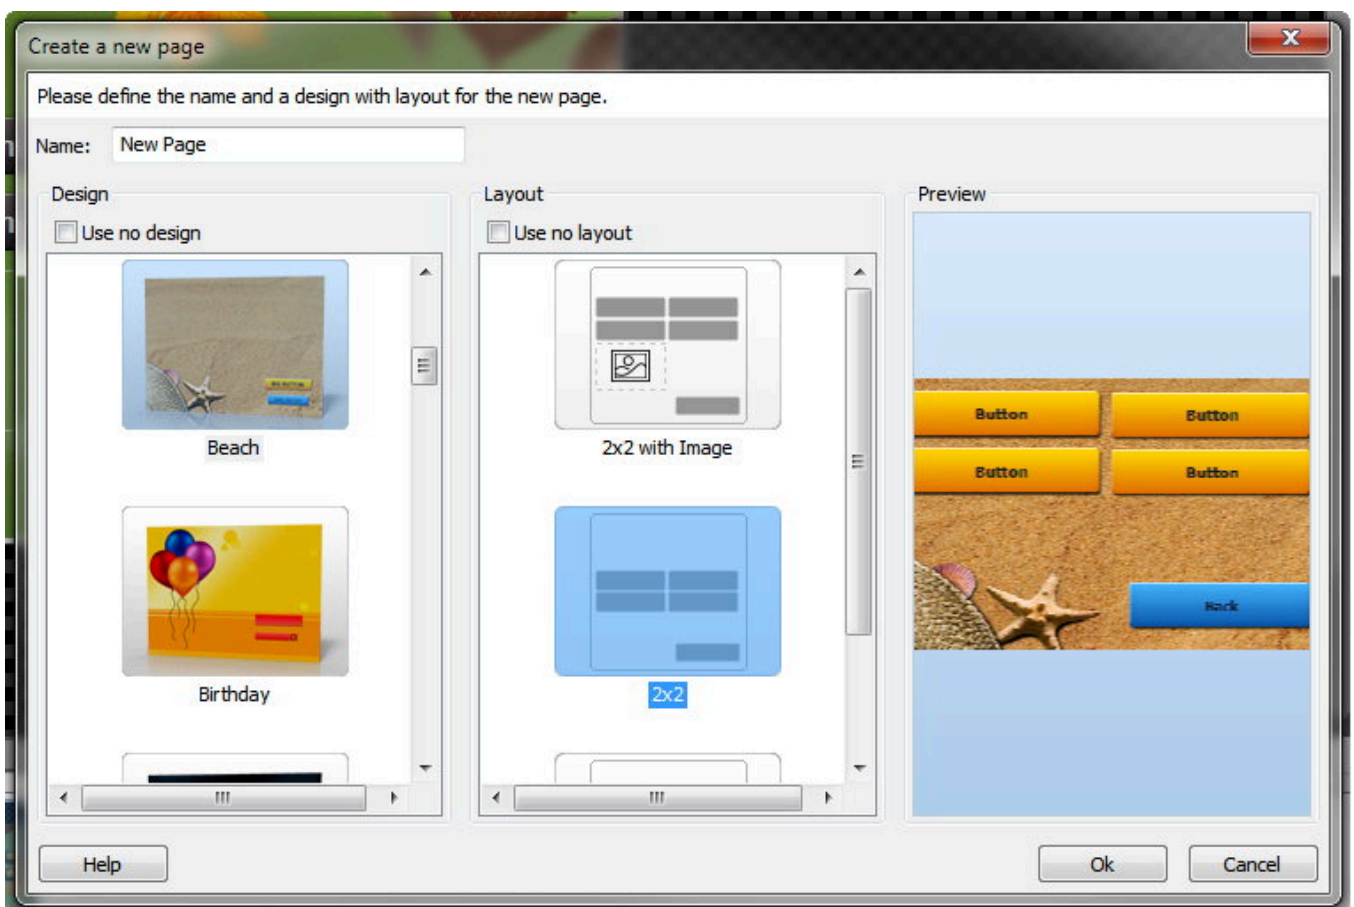 Create a new page
Please define the name and a design with layout for the new page.
Name: New Page
Design
Use no design
Beach
Birthday
Layout
Use no layout
2x2 with Image
2x2
Preview
Button Button
Button Button
Back
Help Ok Cancel